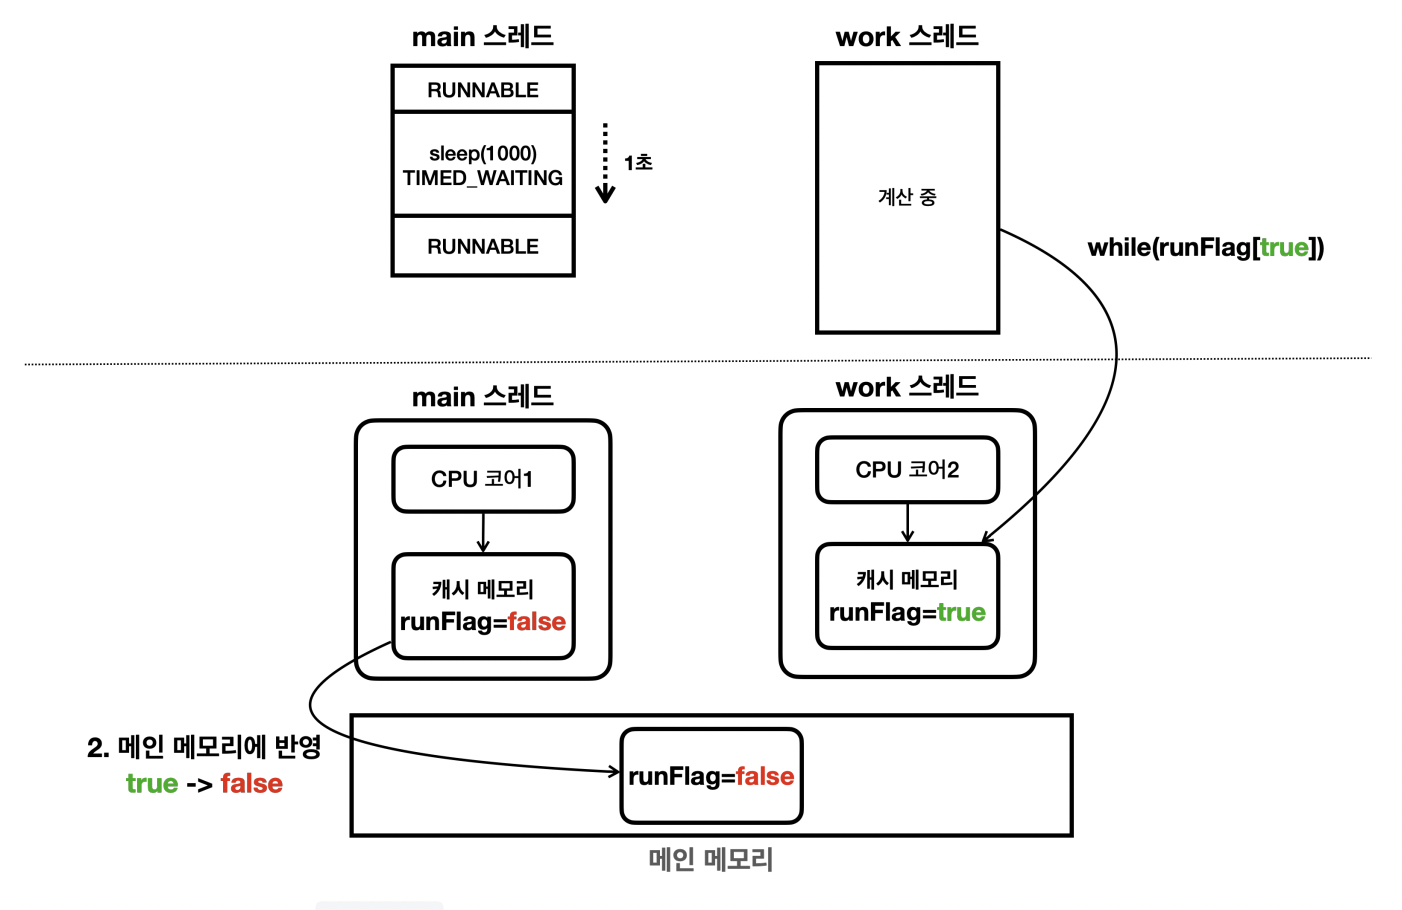 main 스레드
work 스레드
RUNNABLE
sleep(1000)
TIMED_WAITING
1초
RUNNABLE
계산 중
while(runFlag[true])
main 스레드
work 스레드
CPU 코어1
CPU 코어2
캐시 메모리
runFlag=false
캐시 메모리
runFlag=true
2. 메인 메모리에 반영
true -> false
runFlag=false
메인 메모리